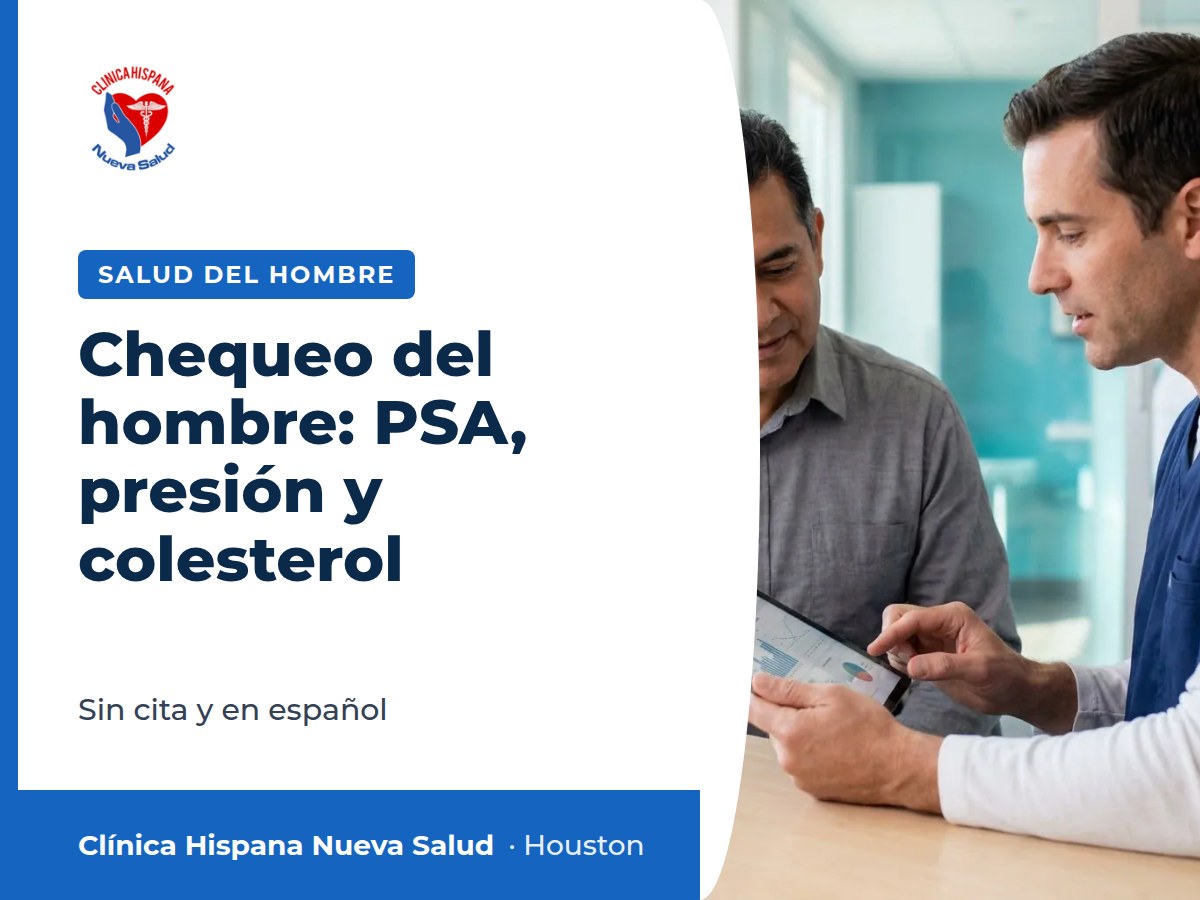 CLINICA HISPANA
Nueva Salud
SALUD DEL HOMBRE
Chequeo del
hombre: PSA,
presión y
colesterol
Sin cita y en español
Clínica Hispana Nueva Salud · Houston